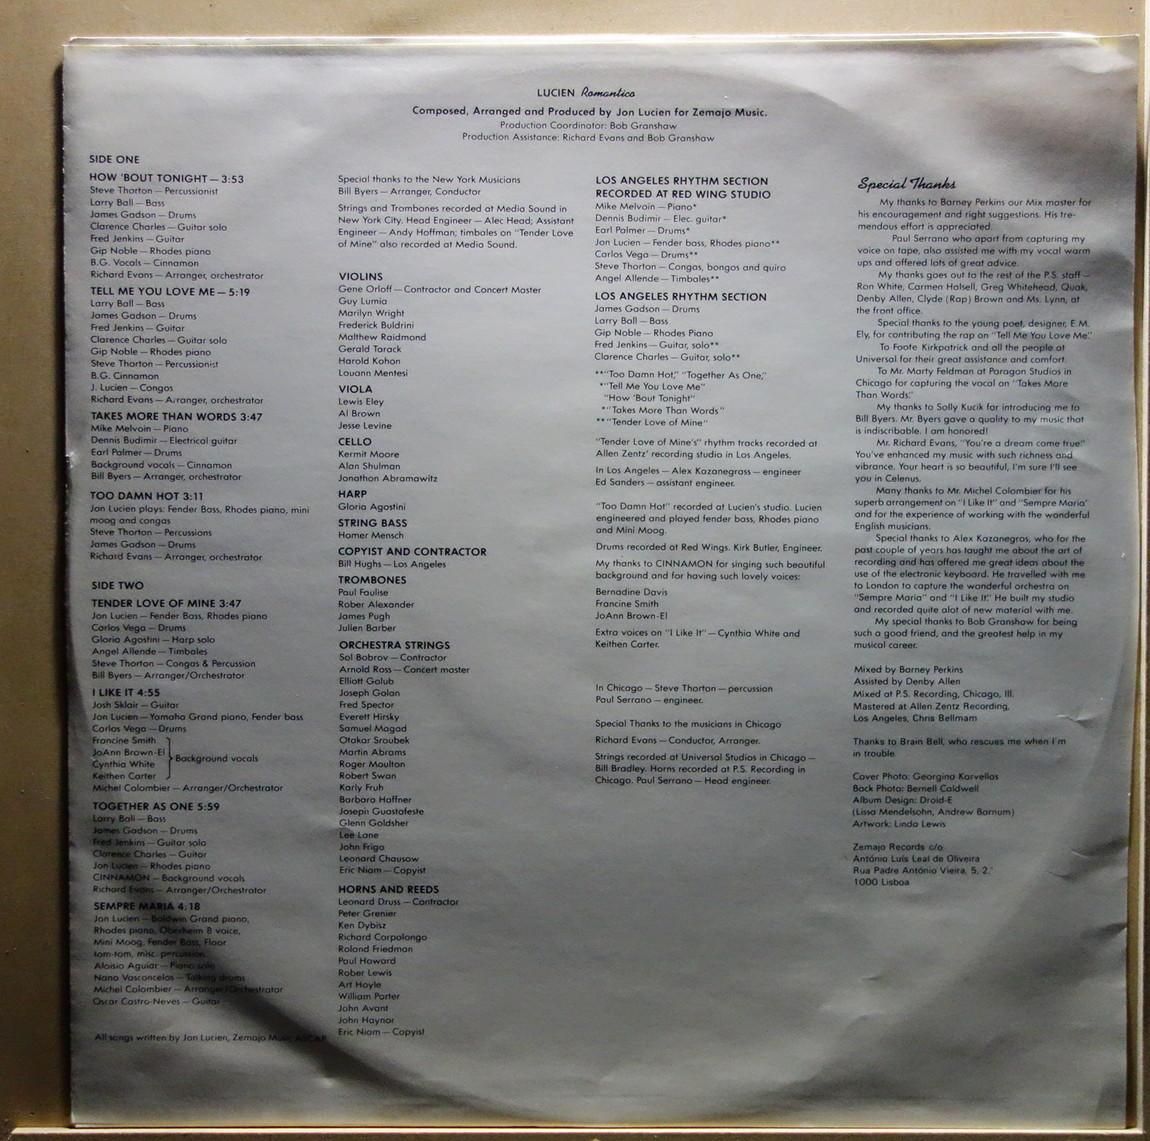 LUCIEN Romantico
Composed, Arranged and Produced by Jon Lucien for Zemajo Music.
Production Coordinator: Bob Granshaw
Production Assistance: Richard Evans and Bob Granshaw
SIDE ONE
HOW 'BOUT TONIGHT — 3:53
Steve Thorton — Percussionist
Larry Ball — Bass
James Gadson — Drums
Clarence Charles — Guitar solo
Fred Jenkins — Guitar
Gip Noble — Rhodes piano
B.G. Vocals — Cinnamon
Richard Evans — Arranger, orchestrator
TELL ME YOU LOVE ME — 5:19
Larry Ball — Bass
James Gadson — Drums
Fred Jenkins — Guitar
Clarence Charles — Guitar solo
Gip Noble — Rhodes piano
Steve Thorton — Percussionist
B.G. Cinnamon
J. Lucien — Congos
Richard Evans — Arranger, orchestrator
TAKES MORE THAN WORDS 3:47
Mike Melvoin — Piano
Dennis Budimir — Electrical guitar
Earl Palmer — Drums
Background vocals — Cinnamon
Bill Byers — Arranger, orchestrator
TOO DAMN HOT 3:11
Jon Lucien plays: Fender Bass, Rhodes piano, mini
moog and congas
Steve Thorton — Percussions
James Gadson — Drums
Richard Evans — Arranger, orchestrator
SIDE TWO
TENDER LOVE OF MINE 3:47
Jon Lucien — Fender Bass, Rhodes piano
Carlos Vega — Drums
Gloria Agostini — Harp solo
Angel Allende — Timbales
Steve Thorton — Congas & Percussion
Bill Byers — Arranger/Orchestrator
I LIKE IT 4:55
Josh Sklair — Guitar
Jon Lucien — Yamaha Grand piano, Fender bass
Carlos Vega — Drums
Francine Smith
JoAnn Brown-El
Cynthia White
Keithen Carter
Background vocals
Michel Colombier — Arranger/Orchestrator
TOGETHER AS ONE 5:59
Larry Ball — Bass
James Gadson — Drums
Fred Jenkins — Guitar solo
Clarence Charles — Guitar
Jon Lucien — Rhodes piano
CINNAMON — Background vocals
Richard Evans — Arranger/Orchestrator
SEMPRE MARIA 4:18
Jon Lucien — Baldwin Grand piano,
Rhodes piano, Oberheim 8 voice,
Mini Moog, Fender Bass, Floor
tom-tom, misc. percussion
Aloisio Aguiar — Piano solo
Nana Vasconcelos — Talking drums
Michel Colombier — Arranger/Orchestrator
Oscar Castro-Neves — Guitar
All songs written by Jon Lucien, Zemajo Music ASCAP
Special thanks to the New York Musicians
Bill Byers — Arranger, Conductor
Strings and Trombones recorded at Media Sound in
New York City. Head Engineer — Alec Head; Assistant
Engineer — Andy Hoffman; timbales on "Tender Love
of Mine" also recorded at Media Sound.
VIOLINS
Gene Orloff — Contractor and Concert Master
Guy Lumia
Marilyn Wright
Frederick Buldrini
Matthew Raidmond
Gerald Tarack
Harold Kohon
Louann Mentesi
VIOLA
Lewis Eley
Al Brown
Jesse Levine
CELLO
Kermit Moore
Alan Shulman
Jonathon Abramawitz
HARP
Gloria Agostini
STRING BASS
Homer Mensch
COPYIST AND CONTRACTOR
Bill Hughs — Los Angeles
TROMBONES
Paul Faulise
Rober Alexander
James Pugh
Julien Barber
ORCHESTRA STRINGS
Sol Bobrov — Contractor
Arnold Ross — Concert master
Elliott Golub
Joseph Golan
Fred Spector
Everett Hirsky
Samuel Magad
Otakar Sroubek
Martin Abrams
Roger Moulton
Robert Swan
Karly Fruh
Barbara Haffner
Joseph Guastafeste
Glenn Goldsher
Lee Lane
John Frigo
Leonard Chausow
Eric Niam — Copyist
HORNS AND REEDS
Leonard Druss — Contractor
Peter Grenier
Ken Dybisz
Richard Corpolongo
Roland Friedman
Paul Howard
Rober Lewis
Art Hoyle
William Porter
John Avant
John Haynor
Eric Niam — Copyist
LOS ANGELES RHYTHM SECTION
RECORDED AT RED WING STUDIO
Mike Melvoin — Piano*
Dennis Budimir — Elec. guitar*
Earl Palmer — Drums*
Jon Lucien — Fender bass, Rhodes piano**
Carlos Vega — Drums**
Steve Thorton — Congas, bongos and quiro
Angel Allende — Timbales**
LOS ANGELES RHYTHM SECTION
James Gadson — Drums
Larry Ball — Bass
Gip Noble — Rhodes Piano
Fred Jenkins — Guitar, solo**
Clarence Charles — Guitar, solo**
**"Too Damn Hot," "Together As One,"
*"Tell Me You Love Me"
"How 'Bout Tonight"
*"Takes More Than Words"
**"Tender Love of Mine"
"Tender Love of Mine's" rhythm tracks recorded at
Allen Zentz' recording studio in Los Angeles.
In Los Angeles — Alex Kazanegrass — engineer
Ed Sanders — assistant engineer.
"Too Damn Hot" recorded at Lucien's studio. Lucien
engineered and played fender bass, Rhodes piano
and Mini Moog.
Drums recorded at Red Wings. Kirk Butler, Engineer.
My thanks to CINNAMON for singing such beautiful
background and for having such lovely voices:
Bernadine Davis
Francine Smith
JoAnn Brown-El
Extra voices on "I Like It" — Cynthia White and
Keithen Carter.
In Chicago — Steve Thorton — percussion
Paul Serrano — engineer.
Special Thanks to the musicians in Chicago
Richard Evans — Conductor, Arranger.
Strings recorded at Universal Studios in Chicago —
Bill Bradley. Horns recorded at P.S. Recording in
Chicago. Paul Serrano — Head engineer.
Special Thanks
My thanks to Barney Perkins our Mix master for
his encouragement and right suggestions. His tre-
mendous effort is appreciated.
Paul Serrano who apart from capturing my
voice on tape, also assisted me with my vocal warm
ups and offered lots of great advice.
My thanks goes out to the rest of the P.S. staff —
Ron White, Carmen Halsell, Greg Whitehead, Quak,
Denby Allen, Clyde (Rap) Brown and Ms. Lynn, at
the front office.
Special thanks to the young poet, designer, E.M.
Ely, for contributing the rap on "Tell Me You Love Me."
To Foote Kirkpatrick and all the people at
Universal for their great assistance and comfort.
To Mr. Marty Feldman at Paragon Studios in
Chicago for capturing the vocal on "Takes More
Than Words."
My thanks to Solly Kucik for introducing me to
Bill Byers. Mr. Byers gave a quality to my music that
is indiscribable. I am honored!
Mr. Richard Evans, "You're a dream come true."
You've enhanced my music with such richness and
vibrance. Your heart is so beautiful, I'm sure I'll see
you in Celenus.
Many thanks to Mr. Michel Colombier for his
superb arrangement on "I Like It" and "Sempre Maria"
and for the experience of working with the wonderful
English musicians.
Special thanks to Alex Kazanegras, who for the
past couple of years has taught me about the art of
recording and has offered me great ideas about the
use of the electronic keyboard. He travelled with me
to London to capture the wonderful orchestra on
"Sempre Maria" and "I Like It." He built my studio
and recorded quite alot of new material with me.
My special thanks to Bob Granshaw for being
such a good friend, and the greatest help in my
musical career.
Mixed by Barney Perkins
Assisted by Denby Allen
Mixed at P.S. Recording, Chicago, Ill.
Mastered at Allen Zentz Recording,
Los Angeles, Chris Bellmam
Thanks to Brain Bell, who rescues me when I'm
in trouble.
Cover Photo: Georgina Karvellas
Back Photo: Bernell Caldwell
Album Design: Droid-E
(Lissa Mendelsohn, Andrew Barnum)
Artwork: Linda Lewis
Zemajo Records c/o
António Luís Leal de Oliveira
Rua Padre António Vieira, 5, 2.°
1000 Lisboa